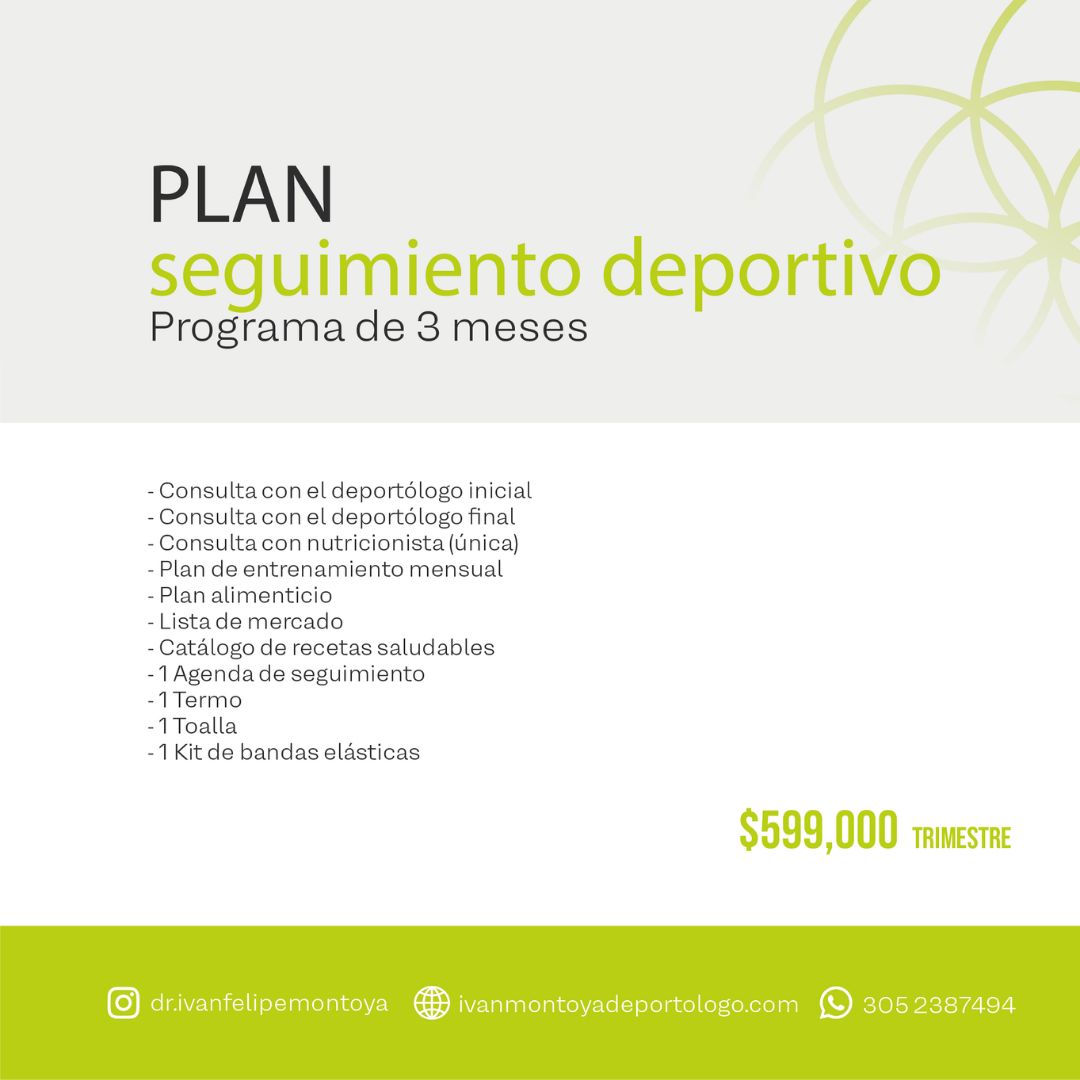 PLAN
seguimiento deportivo
Programa de 3 meses
- Consulta con el deportólogo inicial
- Consulta con el deportólogo final
- Consulta con nutricionista (única)
- Plan de entrenamiento mensual
- Plan alimenticio
- Lista de mercado
- Catálogo de recetas saludables
- 1 Agenda de seguimiento
- 1 Termo
- 1 Toalla
- 1 Kit de bandas elásticas
$599,000 TRIMESTRE
dr.ivanfelipemontoya ivanmontoyadeportologo.com 305 2387494